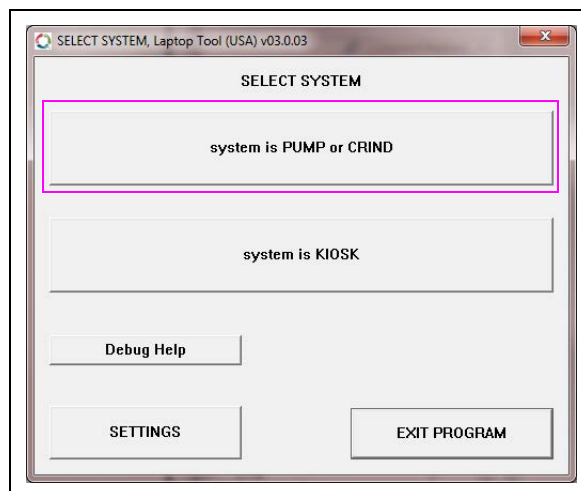 SELECT SYSTEM, Laptop Tool (USA) v03.0.03
SELECT SYSTEM
system is PUMP or CRIND
system is KIOSK
Debug Help
SETTINGS
EXIT PROGRAM